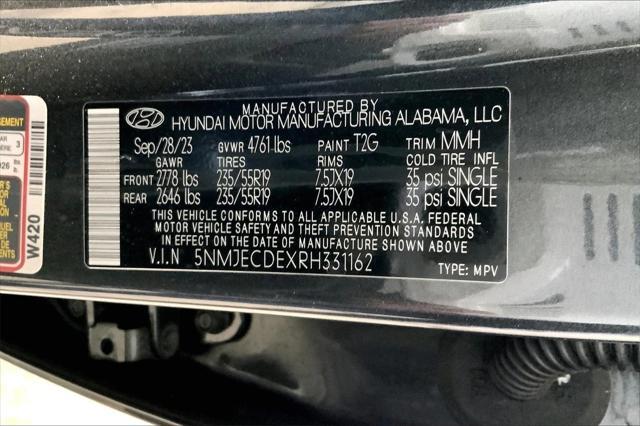 MANUFACTURED BY
HYUNDAI MOTOR MANUFACTURING ALABAMA, LLC
Sep/28/23 GVWR 4761 lbs PAINT T2G TRIM MMH
GAWR TIRES RIMS COLD TIRE INFL
FRONT 2778 lbs 235/55R19 7.5JX19 35 psi SINGLE
REAR 2646 lbs 235/55R19 7.5JX19 35 psi SINGLE
THIS VEHICLE CONFORMS TO ALL APPLICABLE U.S.A. FEDERAL
MOTOR VEHICLE SAFETY AND THEFT PREVENTION STANDARDS
IN EFFECT ON THE DATE OF MANUFACTURE SHOWN ABOVE.
V.I.N 5NMJECDEXRH331162
TYPE: MPV
W420
3